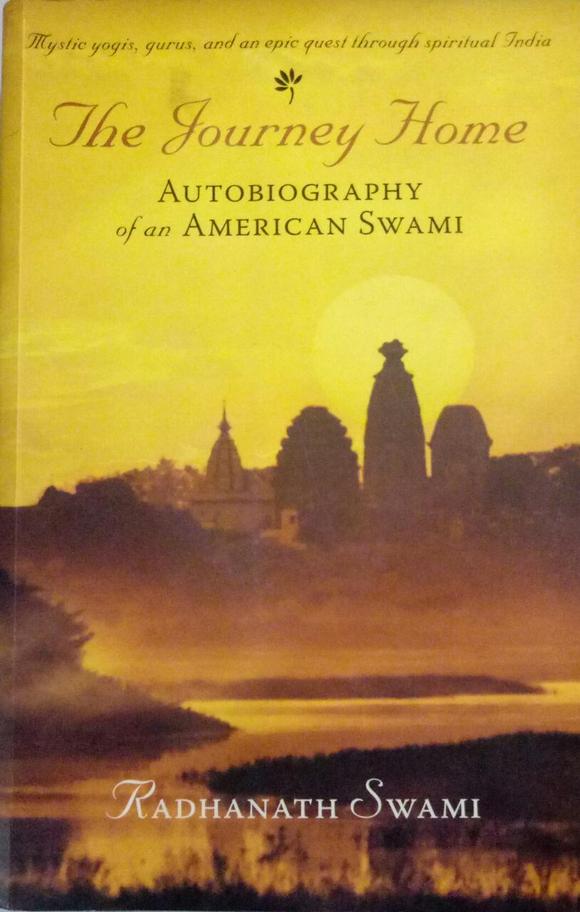 Mystic yogis, gurus, and an epic quest through spiritual India
The Journey Home
AUTOBIOGRAPHY
of an AMERICAN SWAMI
RADHANATH SWAMI